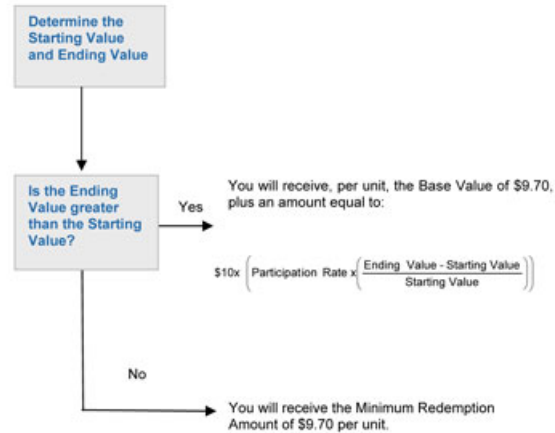 Determine the
Starting Value
and Ending Value
Is the Ending
Value greater
than the Starting
Value?
Yes
You will receive, per unit, the Base Value of $9.70,
plus an amount equal to:
$10x (Participation Rate x(Ending Value - Starting Value
Starting Value))
No
You will receive the Minimum Redemption
Amount of $9.70 per unit.